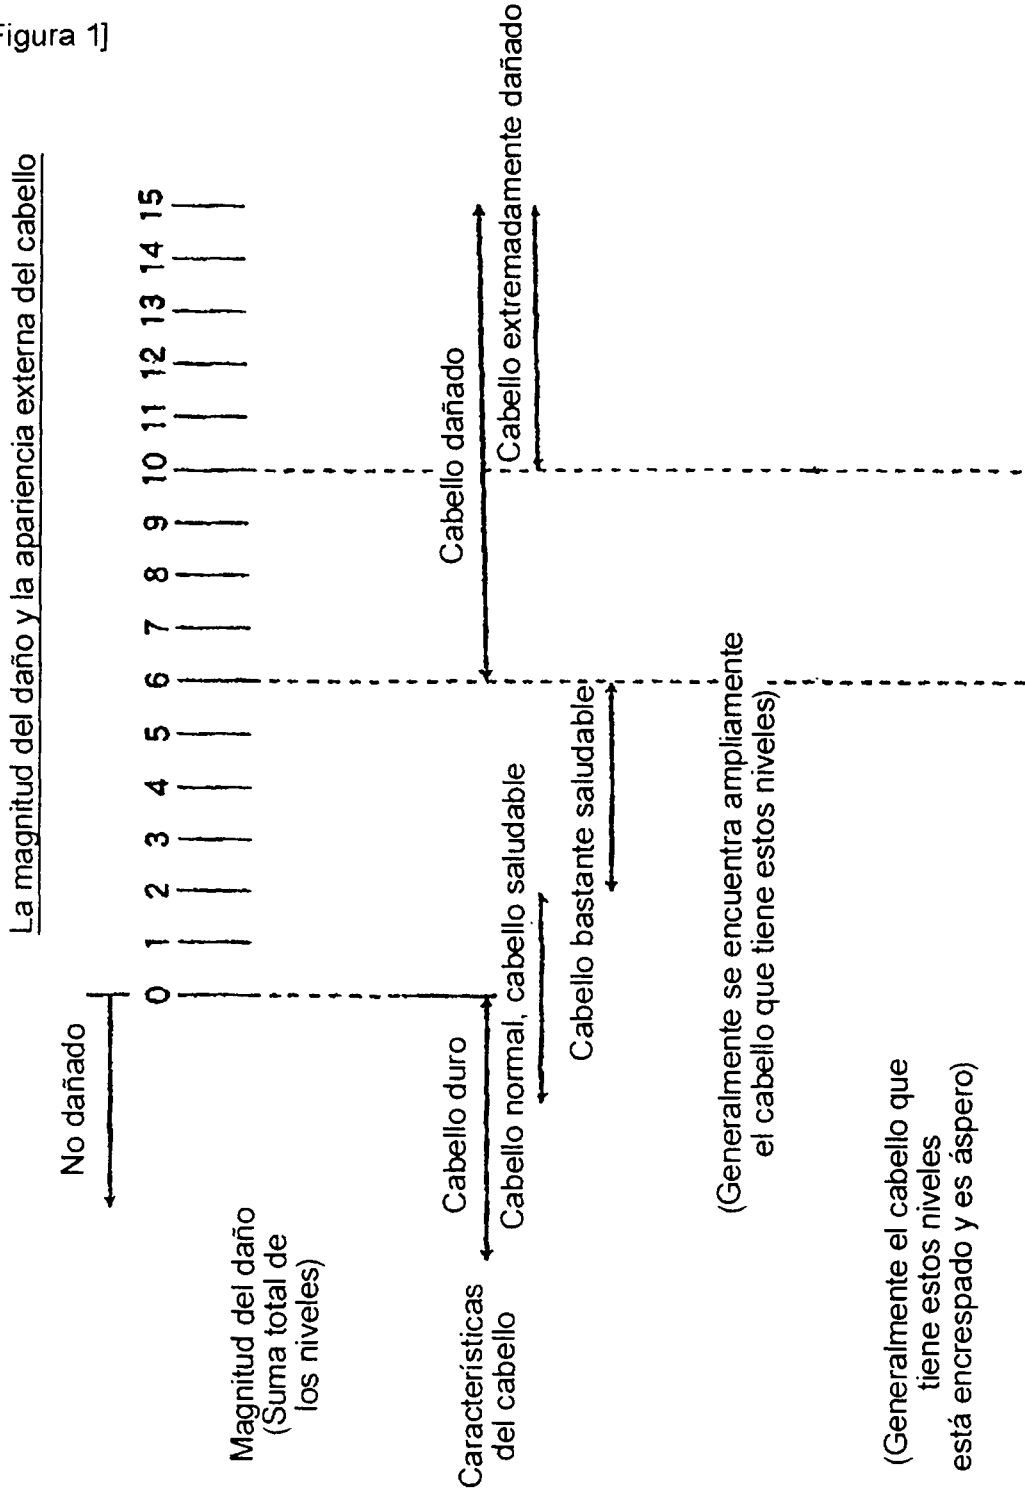 Figura 1]
La magnitud del daño y la apariencia externa del cabello
No dañado
0 1 2 3 4 5 6 7 8 9 10 11 12 13 14 15
Magnitud del daño
(Suma total de
los niveles)
Cabello duro
Cabello dañado
Características
del cabello
Cabello normal, cabello saludable
Cabello extremadamente dañado
Cabello bastante saludable
(Generalmente se encuentra ampliamente
el cabello que tiene estos niveles)
(Generalmente el cabello que
tiene estos niveles
está encrespado y es áspero)